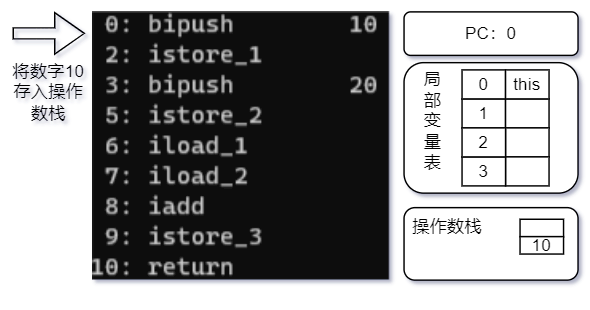 将数字10
存入操作
数栈
0: bipush 10
2: istore_1
3: bipush 20
5: istore_2
6: iload_1
7: iload_2
8: iadd
9: istore_3
10: return
PC：0
局部变量表
0 this
1
2
3
操作数栈
10